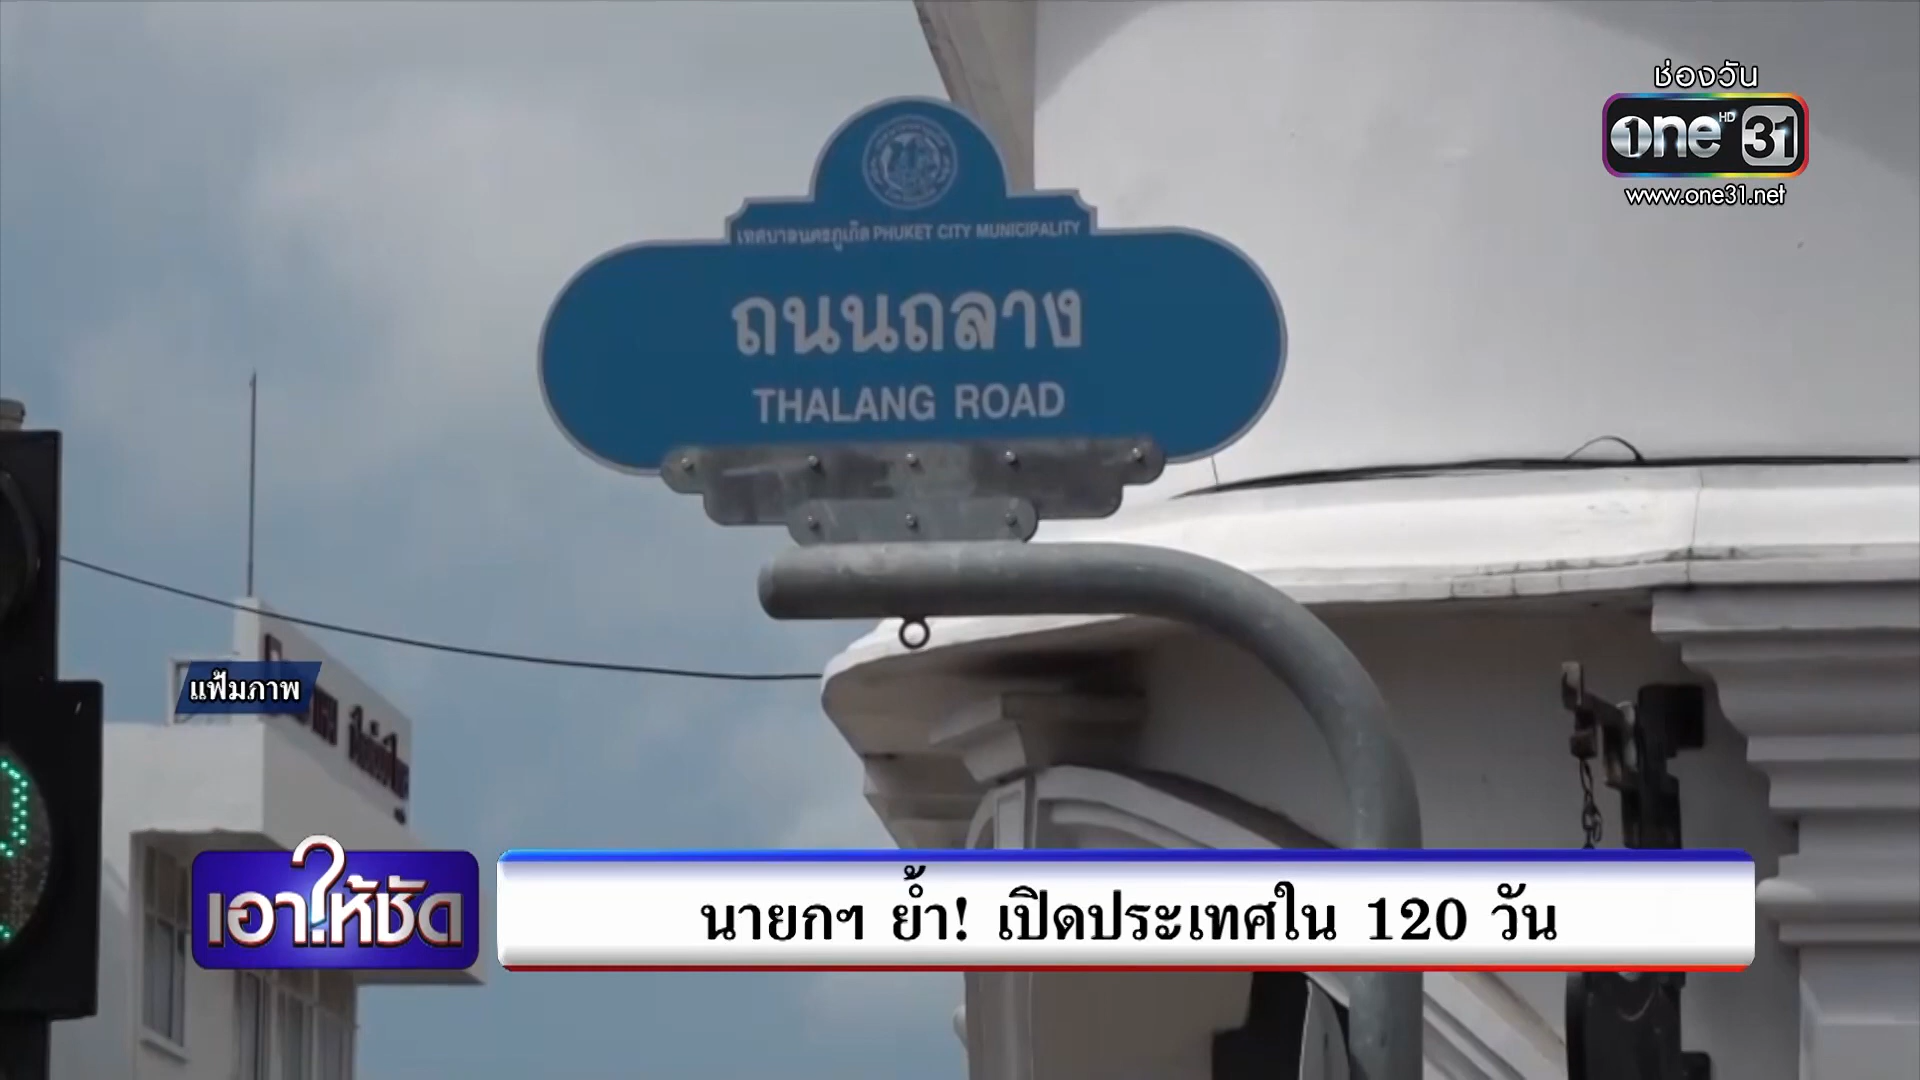 ช่องวัน
one HD 31
www.one31.net
เทศบาลนครภูเก็ต PHUKET CITY MUNICIPALITY
ถนนถลาง
THALANG ROAD
แฟ้มภาพ
เอาให้ชัด
นายกฯ ย้ำ! เปิดประเทศใน 120 วัน